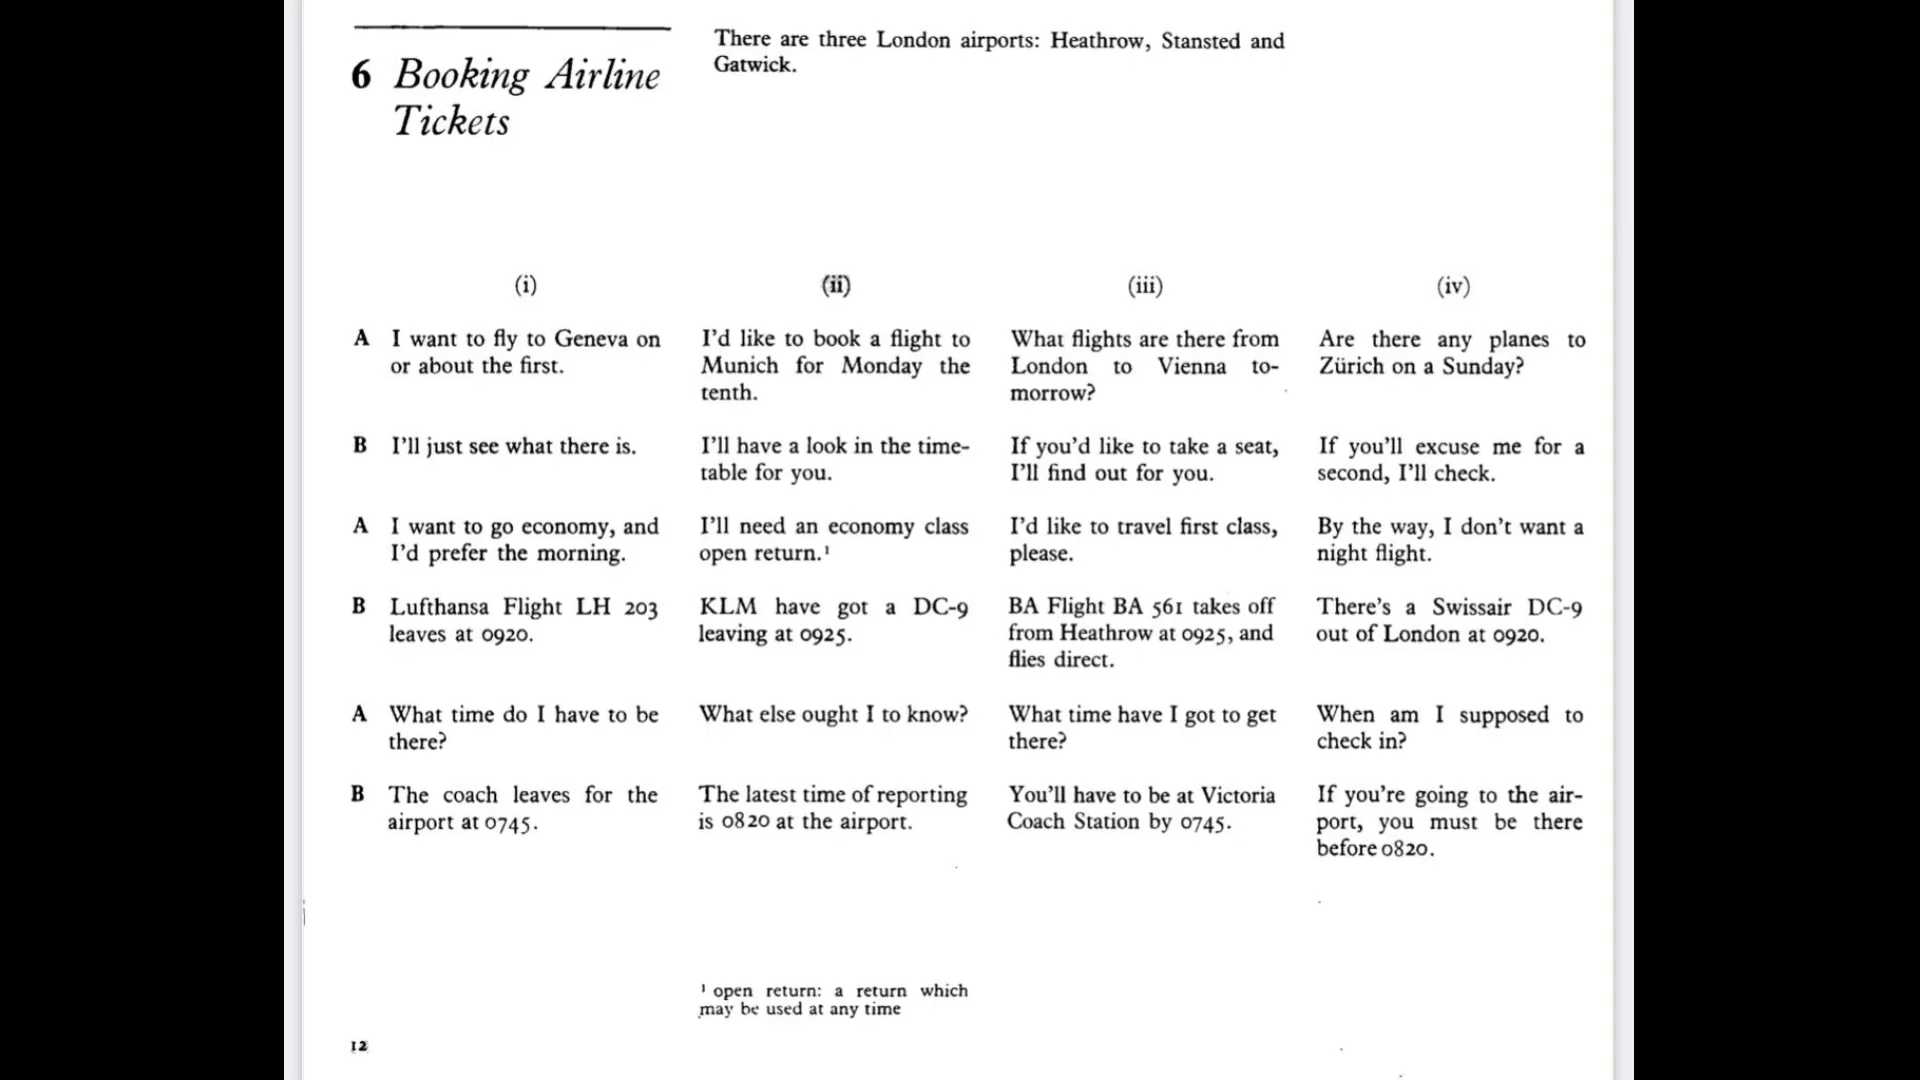 6 Booking Airline
Tickets
There are three London airports: Heathrow, Stansted and
Gatwick.
(i)
A I want to fly to Geneva on
or about the first.
B I'll just see what there is.
A I want to go economy, and
I'd prefer the morning.
B Lufthansa Flight LH 203
leaves at 0920.
A What time do I have to be
there?
B The coach leaves for the
airport at 0745.
(ii)
I'd like to book a flight to
Munich for Monday the
tenth.
I'll have a look in the time-
table for you.
I'll need an economy class
open return.¹
KLM have got a DC-9
leaving at 0925.
What else ought I to know?
The latest time of reporting
is 0820 at the airport.
(iii)
What flights are there from
London to Vienna to-
morrow?
If you'd like to take a seat,
I'll find out for you.
I'd like to travel first class,
please.
BA Flight BA 561 takes off
from Heathrow at 0925, and
flies direct.
What time have I got to get
there?
You'll have to be at Victoria
Coach Station by 0745.
(iv)
Are there any planes to
Zürich on a Sunday?
If you'll excuse me for a
second, I'll check.
By the way, I don't want a
night flight.
There's a Swissair DC-9
out of London at 0920.
When am I supposed to
check in?
If you're going to the air-
port, you must be there
before 0820.
¹ open return: a return which
may be used at any time
12